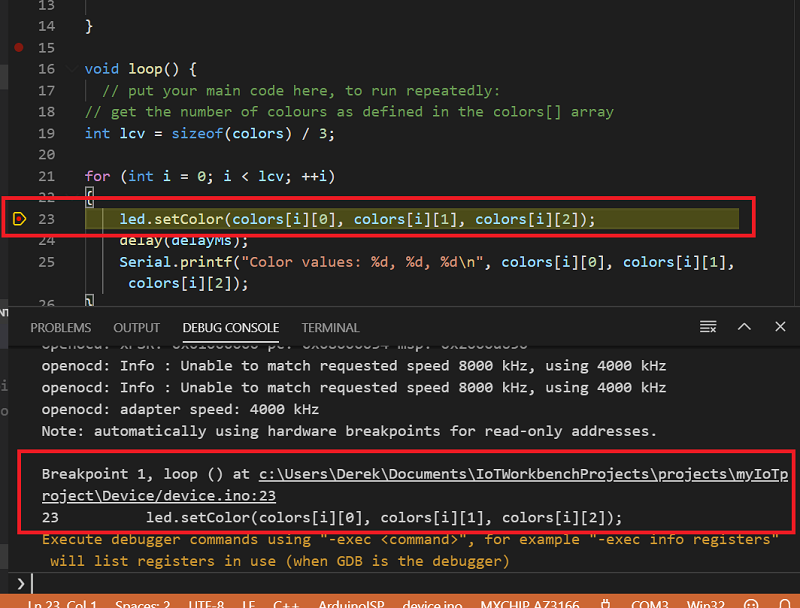 13
14 }
15
16 void loop() {
17 // put your main code here, to run repeatedly:
18 // get the number of colours as defined in the colors[] array
19 int lcv = sizeof(colors) / 3;
20
21 for (int i = 0; i < lcv; ++i)
22 {
23 led.setColor(colors[i][0], colors[i][1], colors[i][2]);
24 delay(delayMs);
25 Serial.printf("Color values: %d, %d, %d\n", colors[i][0], colors[i][1],
colors[i][2]);
26 }
PROBLEMS OUTPUT DEBUG CONSOLE TERMINAL
openocd: Info : Unable to match requested speed 8000 kHz, using 4000 kHz
openocd: Info : Unable to match requested speed 8000 kHz, using 4000 kHz
openocd: adapter speed: 4000 kHz
Note: automatically using hardware breakpoints for read-only addresses.
Breakpoint 1, loop () at c:\Users\Derek\Documents\IoTWorkbenchProjects\projects\myIoTp
roject\Device/device.ino:23
23 led.setColor(colors[i][0], colors[i][1], colors[i][2]);
Execute debugger commands using "-exec <command>", for example "-exec info registers"
will list registers in use (when GDB is the debugger)
Ln 23, Col 1 Spaces: 2 UTF-8 LF C++ ArduinoISP device.ino MXCHIP AZ3166 COM3 Win32